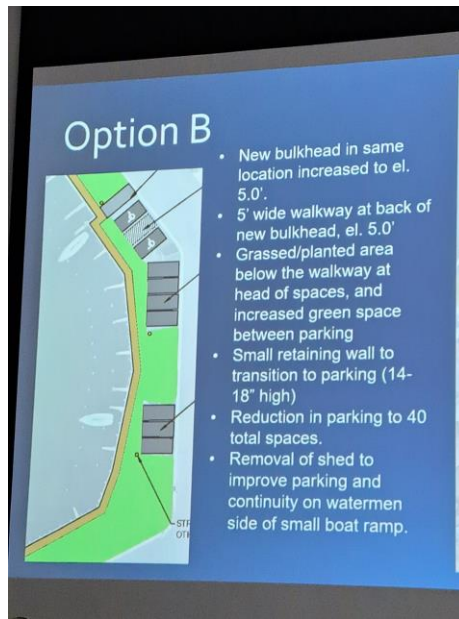 Option B
• New bulkhead in same
location increased to el.
5.0'.
• 5' wide walkway at back of
new bulkhead, el. 5.0'
• Grassed/planted area
below the walkway at
head of spaces, and
increased green space
between parking
• Small retaining wall to
transition to parking (14-
18" high)
• Reduction in parking to 40
total spaces.
• Removal of shed to
improve parking and
continuity on watermen
side of small boat ramp.
STR
OTH